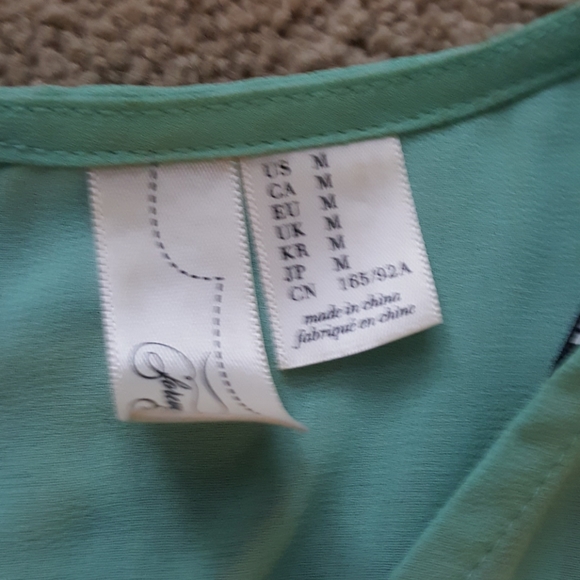 US M
CA M
EU M
UK M
KR M
JP M
CN 165/92A
made in china
fabriqué en chine